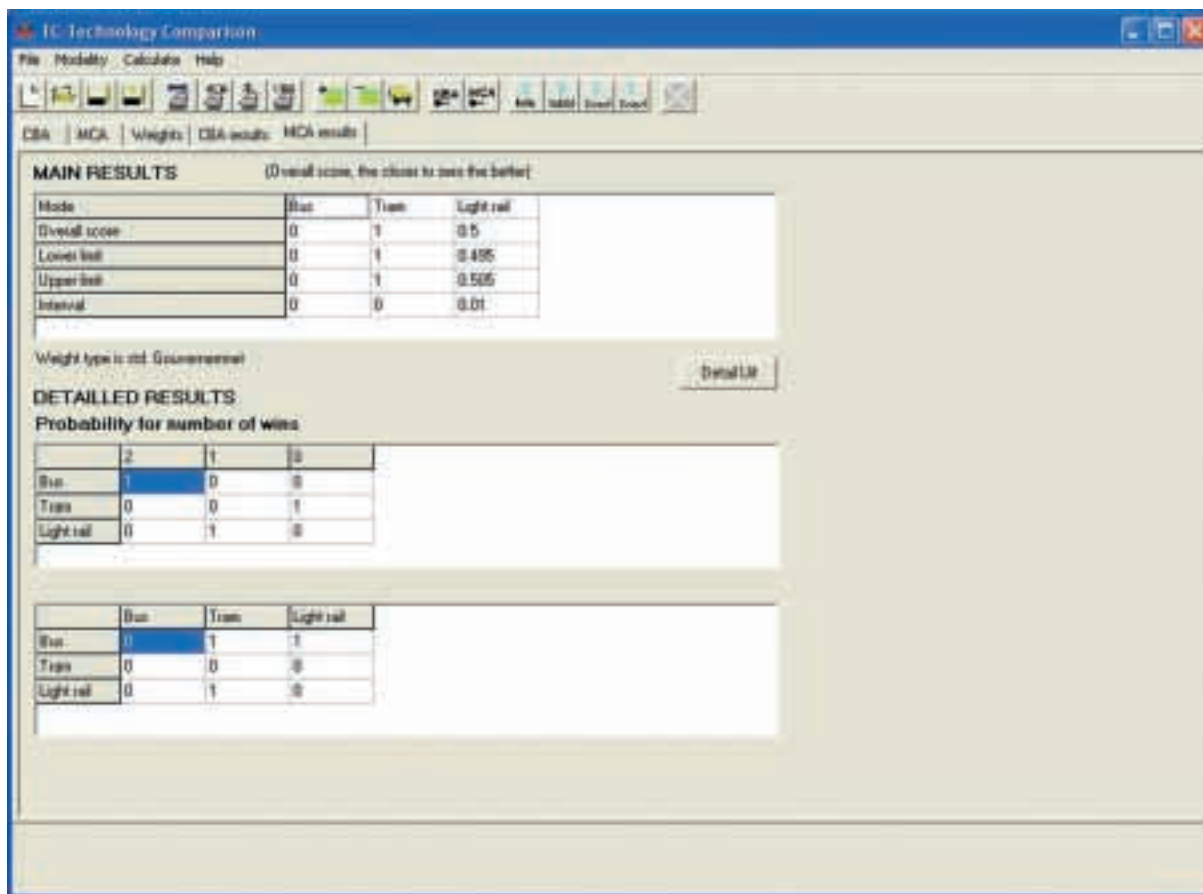 TC-Technology Comparison
File Modality Calculate Help
CBA MCA
CBA MCA Weights CBA results MCA results
MAIN RESULTS (Overall score, the closer to zero the better)
Mode Bus Tram Light rail
Overall score 0 1 0.5
Lower limit 0 1 0.495
Upper limit 0 1 0.505
Interval 0 0 0.01
Weight type is std.
Detail
DETAILLED RESULTS
Probability for number of wins
2 1 0
Bus 1 0 0
Tram 0 0 1
Light rail 0 1 0
Bus Tram Light rail
Bus 0 1 1
Tram 0 0 0
Light rail 0 1 0